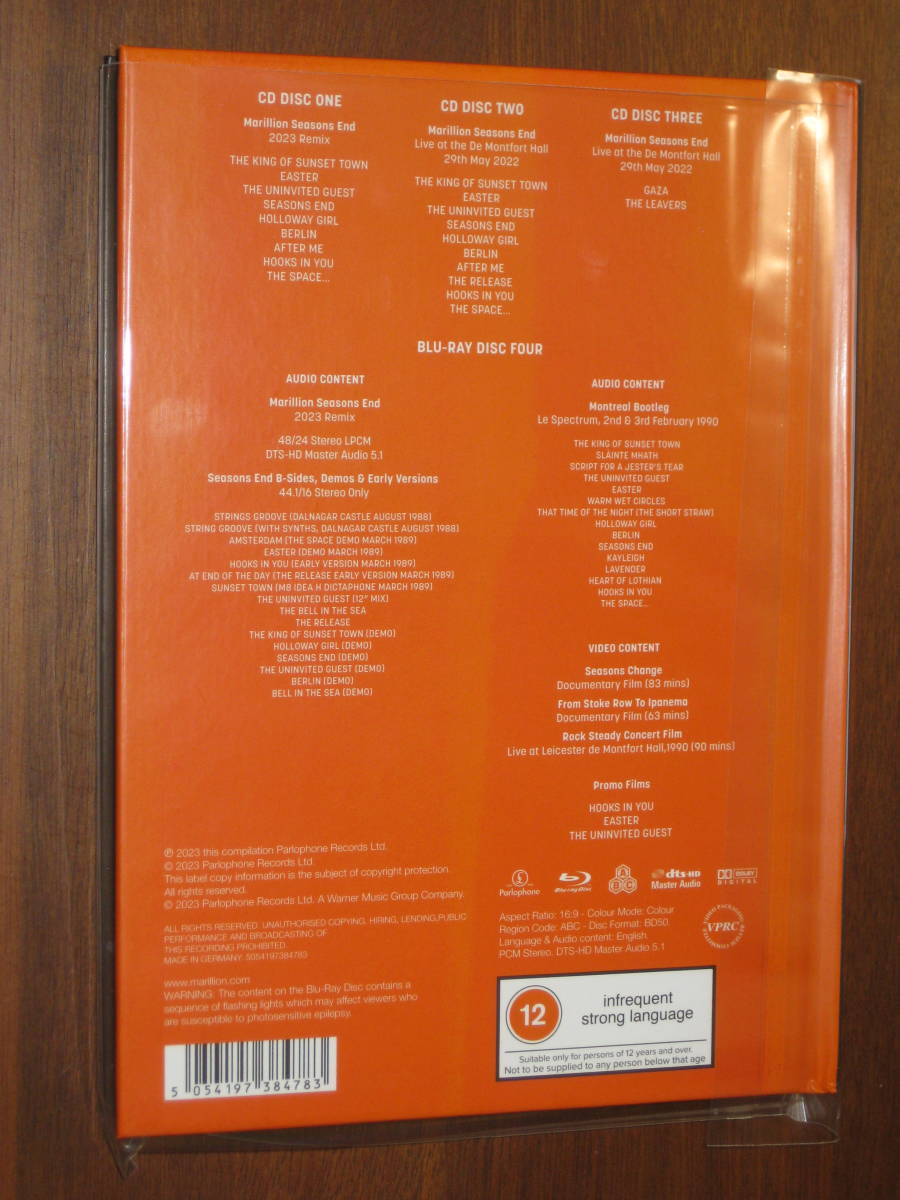 CD DISC ONE
Marillion Seasons End
2023 Remix
THE KING OF SUNSET TOWN
EASTER
THE UNINVITED GUEST
SEASONS END
HOLLOWAY GIRL
BERLIN
AFTER ME
HOOKS IN YOU
THE SPACE...
CD DISC TWO
Marillion Seasons End
Live at the De Montfort Hall
29th May 2022
THE KING OF SUNSET TOWN
EASTER
THE UNINVITED GUEST
SEASONS END
HOLLOWAY GIRL
BERLIN
AFTER ME
THE RELEASE
HOOKS IN YOU
THE SPACE...
CD DISC THREE
Marillion Seasons End
Live at the De Montfort Hall
29th May 2022
GAZA
THE LEAVERS
BLU-RAY DISC FOUR
AUDIO CONTENT
Marillion Seasons End
2023 Remix
48/24 Stereo LPCM
DTS-HD Master Audio 5.1
Seasons End B-Sides, Demos & Early Versions
44.1/16 Stereo Only
STRINGS GROOVE (DALNAGAR CASTLE AUGUST 1988)
STRING GROOVE (WITH SYNTHS, DALNAGAR CASTLE AUGUST 1988)
AMSTERDAM (THE SPACE DEMO MARCH 1989)
EASTER (DEMO MARCH 1989)
HOOKS IN YOU (EARLY VERSION MARCH 1989)
AT END OF THE DAY (THE RELEASE EARLY VERSION MARCH 1989)
SUNSET TOWN (M8 IDEA H DICTAPHONE MARCH 1989)
THE UNINVITED GUEST (12" MIX)
THE BELL IN THE SEA
THE RELEASE
THE KING OF SUNSET TOWN (DEMO)
HOLLOWAY GIRL (DEMO)
SEASONS END (DEMO)
THE UNINVITED GUEST (DEMO)
BERLIN (DEMO)
BELL IN THE SEA (DEMO)
AUDIO CONTENT
Montreal Bootleg
Le Spectrum, 2nd & 3rd February 1990
THE KING OF SUNSET TOWN
SLÀINTE MHATH
SCRIPT FOR A JESTER'S TEAR
THE UNINVITED GUEST
EASTER
WARM WET CIRCLES
THAT TIME OF THE NIGHT (THE SHORT STRAW)
HOLLOWAY GIRL
BERLIN
SEASONS END
KAYLEIGH
LAVENDER
HEART OF LOTHIAN
HOOKS IN YOU
THE SPACE...
VIDEO CONTENT
Seasons Change
Documentary Film (83 mins)
From Stoke Row To Ipanema
Documentary Film (63 mins)
Rock Steady Concert Film
Live at Leicester de Montfort Hall,1990 (90 mins)
Promo Films
HOOKS IN YOU
EASTER
THE UNINVITED GUEST
℗ 2023 this compilation Parlophone Records Ltd.
© 2023 Parlophone Records Ltd.
This label copy information is the subject of copyright protection.
All rights reserved.
© 2023 Parlophone Records Ltd. A Warner Music Group Company.
ALL RIGHTS RESERVED. UNAUTHORISED COPYING, HIRING, LENDING,PUBLIC
PERFORMANCE AND BROADCASTING OF
THIS RECORDING PROHIBITED.
MADE IN GERMANY. 5054197384783
www.marillion.com
WARNING: The content on the Blu-Ray Disc contains a
sequence of flashing lights which may affect viewers who
are susceptible to photosensitive epilepsy.
5 054197 384783
Parlophone
Blu-ray Disc
A B C
dts-HD
Master Audio
DOLBY
DIGITAL
Aspect Ratio: 16:9 - Colour Mode: Colour
Region Code: ABC - Disc Format: BD50,
Language & Audio content: English,
PCM Stereo, DTS-HD Master Audio 5.1
VPRC
12
infrequent
strong language
Suitable only for persons of 12 years and over.
Not to be supplied to any person below that age